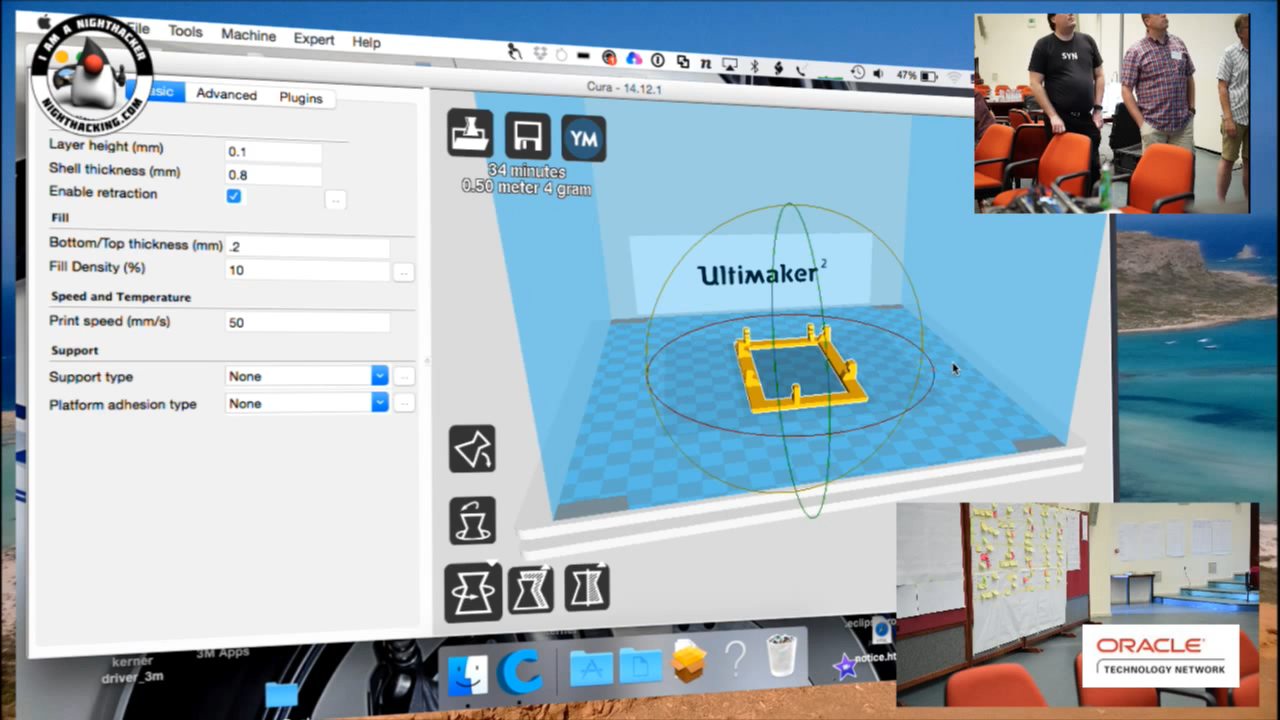 I AM A NIGHTHACKER
NIGHTHACKING.COM
File Tools Machine Expert Help
47%
Cura - 14.12.1
Advanced Plugins
Layer height (mm) 0.1
Shell thickness (mm) 0.8
Enable retraction
Fill
Bottom/Top thickness (mm) .2
Fill Density (%) 10
Speed and Temperature
Print speed (mm/s) 50
Support
Support type None
Platform adhesion type None
YM
34 minutes
0.50 meter 4 gram
Ultimaker 2
SYN
kerner
driver_3m
3M Apps
notice.ht
ORACLE
TECHNOLOGY NETWORK